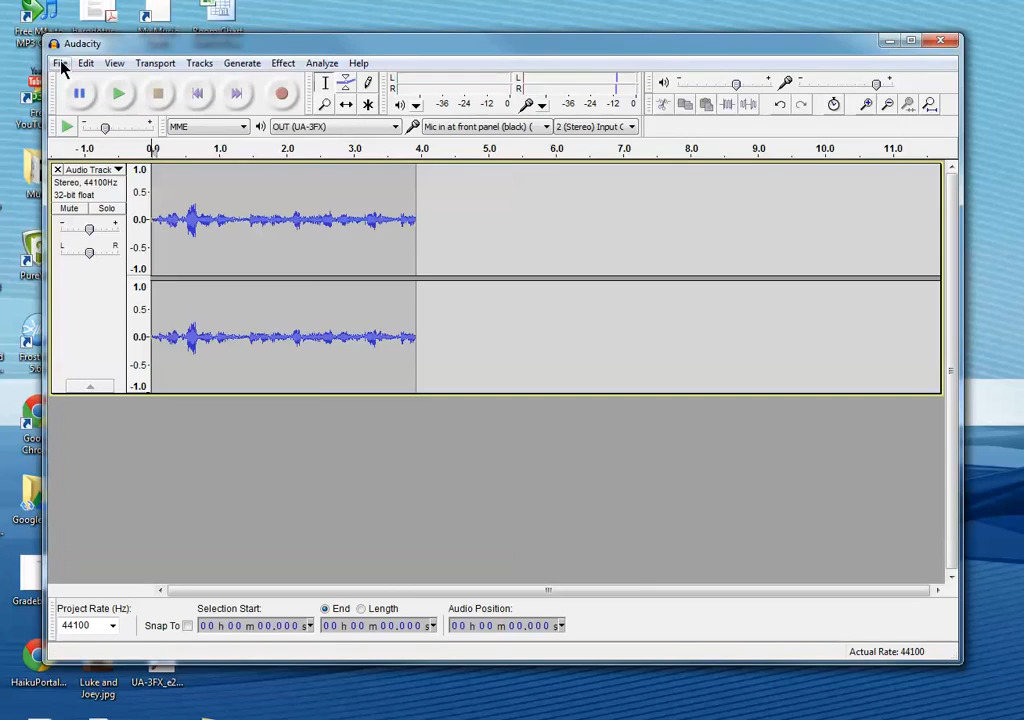 Audacity
File Edit View Transport Tracks Generate Effect Analyze Help
L L
R R
-36 -24 -12 0 -36 -24 -12 0
MME OUT (UA-3FX) Mic in at front panel (black) ( 2 (Stereo) Input C
- 1.0 0.0 1.0 2.0 3.0 4.0 5.0 6.0 7.0 8.0 9.0 10.0 11.0
X Audio Track 1.0
Stereo, 44100Hz
32-bit float 0.5-
Mute Solo
- + 0.0-
L R -0.5-
-1.0
1.0
0.5-
0.0-
-0.5-
-1.0
Project Rate (Hz): Selection Start: End Length Audio Position:
44100 Snap To 00 h 00 m 00.000 s 00 h 00 m 00.000 s 00 h 00 m 00.000 s
Actual Rate: 44100
HaikuPortal... Luke and UA-3FX_e2...
Joey.jpg